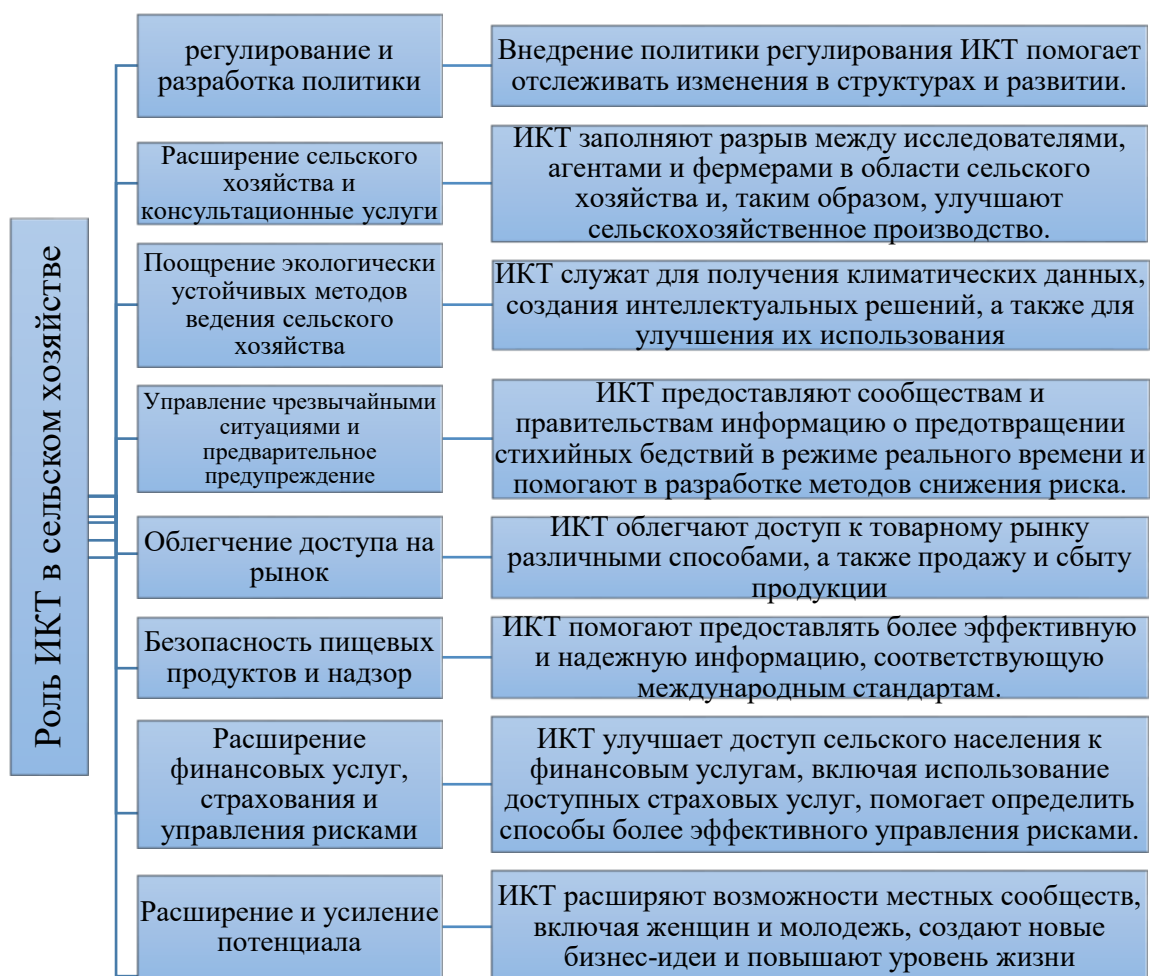 Роль ИКТ в сельском хозяйстве
регулирование и
разработка политики
Внедрение политики регулирования ИКТ помогает
отслеживать изменения в структурах и развитии.
Расширение сельского
хозяйства и
консультационные услуги
ИКТ заполняют разрыв между исследователями,
агентами и фермерами в области сельского
хозяйства и, таким образом, улучшают
сельскохозяйственное производство.
Поощрение экологически
устойчивых методов
ведения сельского
хозяйства
ИКТ служат для получения климатических данных,
создания интеллектуальных решений, а также для
улучшения их использования
Управление чрезвычайными
ситуациями и
предварительное
предупреждение
ИКТ предоставляют сообществам и
правительствам информацию о предотвращении
стихийных бедствий в режиме реального времени и
помогают в разработке методов снижения риска.
Облегчение доступа на
рынок
ИКТ облегчают доступ к товарному рынку
различными способами, а также продажу и сбыту
продукции
Безопасность пищевых
продуктов и надзор
ИКТ помогают предоставлять более эффективную
и надежную информацию, соответствующую
международным стандартам.
Расширение
финансовых услуг,
страхования и
управления рисками
ИКТ улучшает доступ сельского населения к
финансовым услугам, включая использование
доступных страховых услуг, помогает определить
способы более эффективного управления рисками.
Расширение и усиление
потенциала
ИКТ расширяют возможности местных сообществ,
включая женщин и молодежь, создают новые
бизнес-идеи и повышают уровень жизни